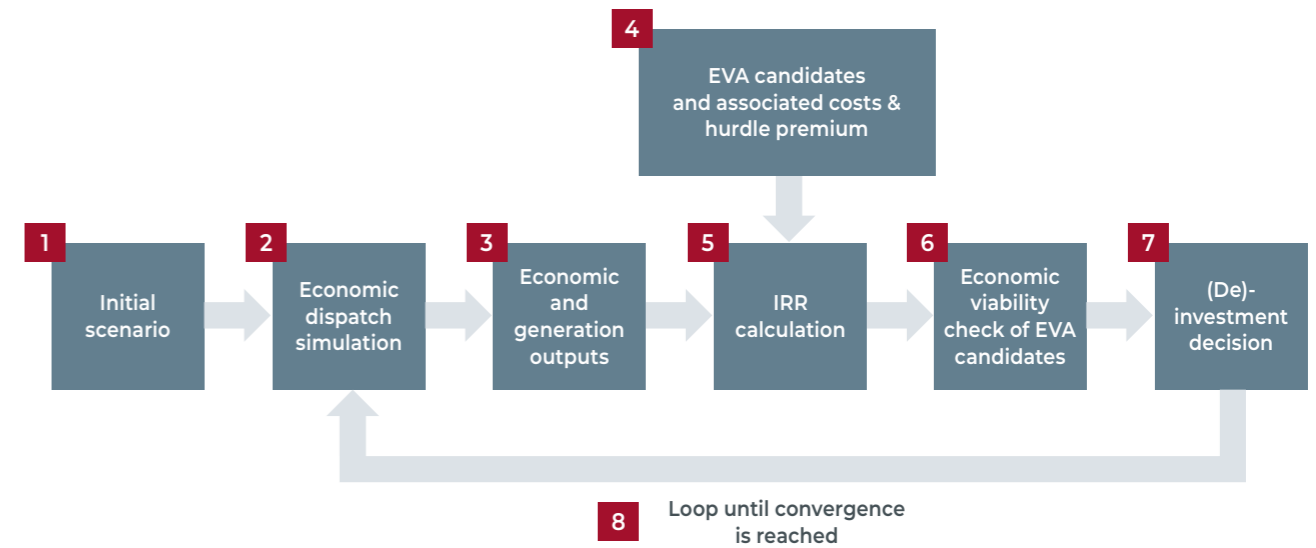 4
EVA candidates
and associated costs &
hurdle premium
1
Initial
scenario
2
Economic
dispatch
simulation
3
Economic
and
generation
outputs
5
IRR
calculation
6
Economic
viability
check of EVA
candidates
7
(De)-
investment
decision
8
Loop until convergence
is reached